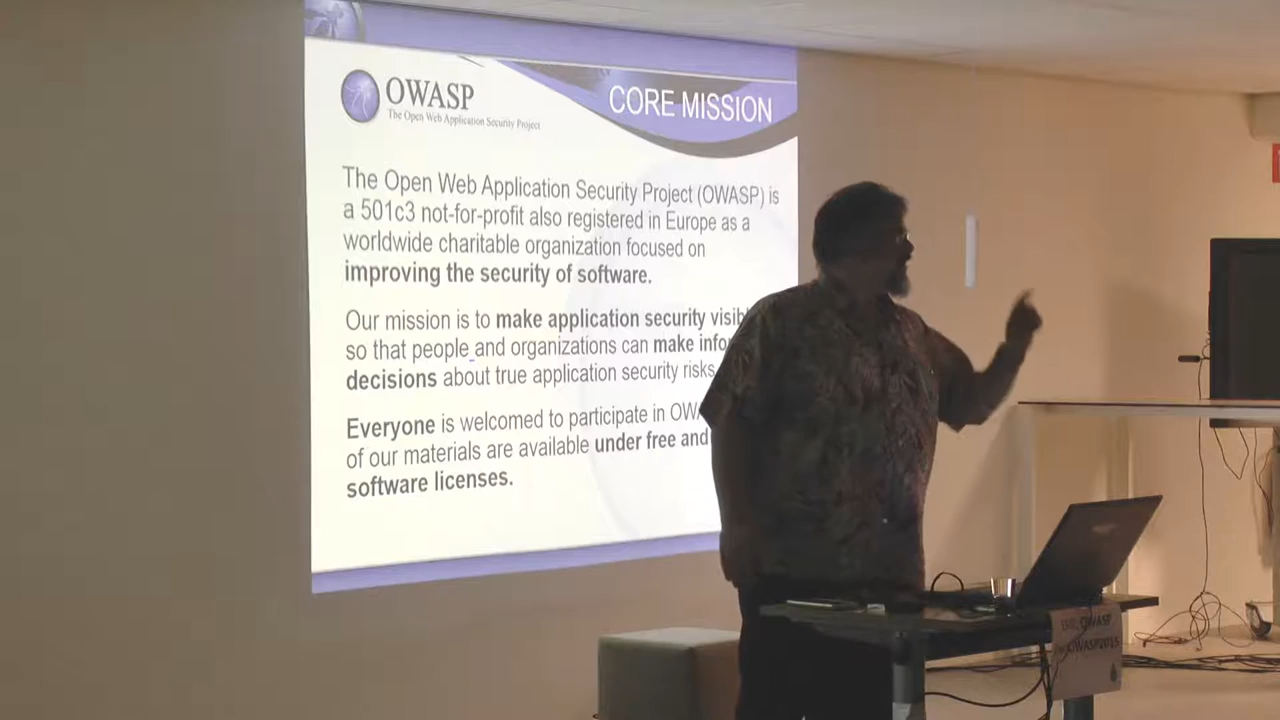 OWASP
The Open Web Application Security Project
CORE MISSION
The Open Web Application Security Project (OWASP) is
a 501c3 not-for-profit also registered in Europe as a
worldwide charitable organization focused on
improving the security of software.
Our mission is to make application security visib
so that people and organizations can make info
decisions about true application security risks
Everyone is welcomed to participate in OWA
of our materials are available under free and
software licenses.
OWASP